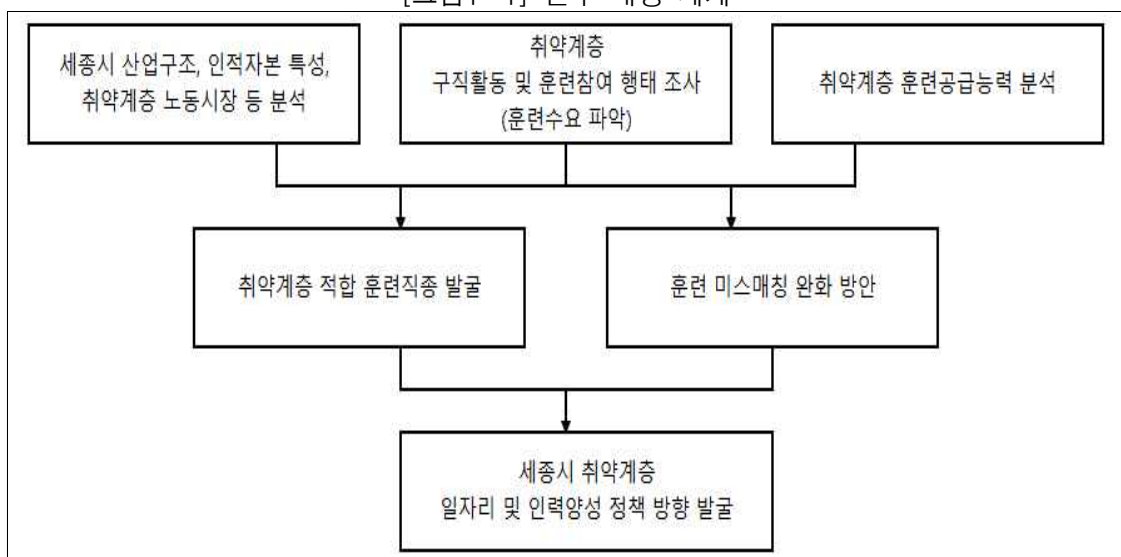 세종시 산업구조, 인적자본 특성,
취약계층 노동시장 등 분석
취약계층
구직활동 및 훈련참여 행태 조사
(훈련수요 파악)
취약계층 훈련공급능력 분석
취약계층 적합 훈련직종 발굴
훈련 미스매칭 완화 방안
세종시 취약계층
일자리 및 인력양성 정책 방향 발굴